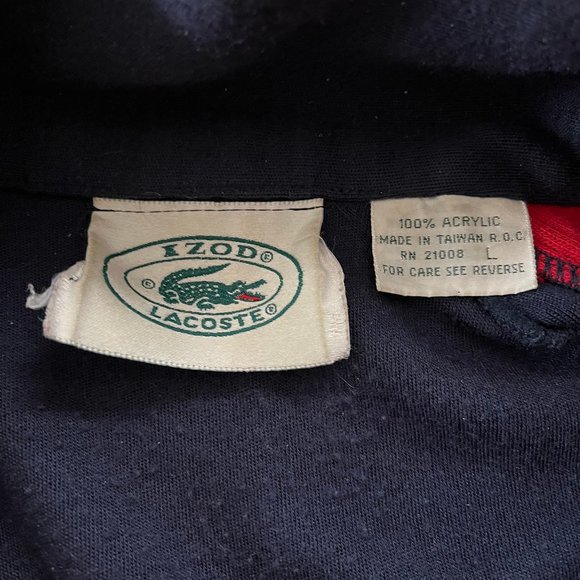 IZOD®
©
©
LACOSTE®
100% ACRYLIC
MADE IN TAIWAN R.O.C.
RN 21008 L
FOR CARE SEE REVERSE